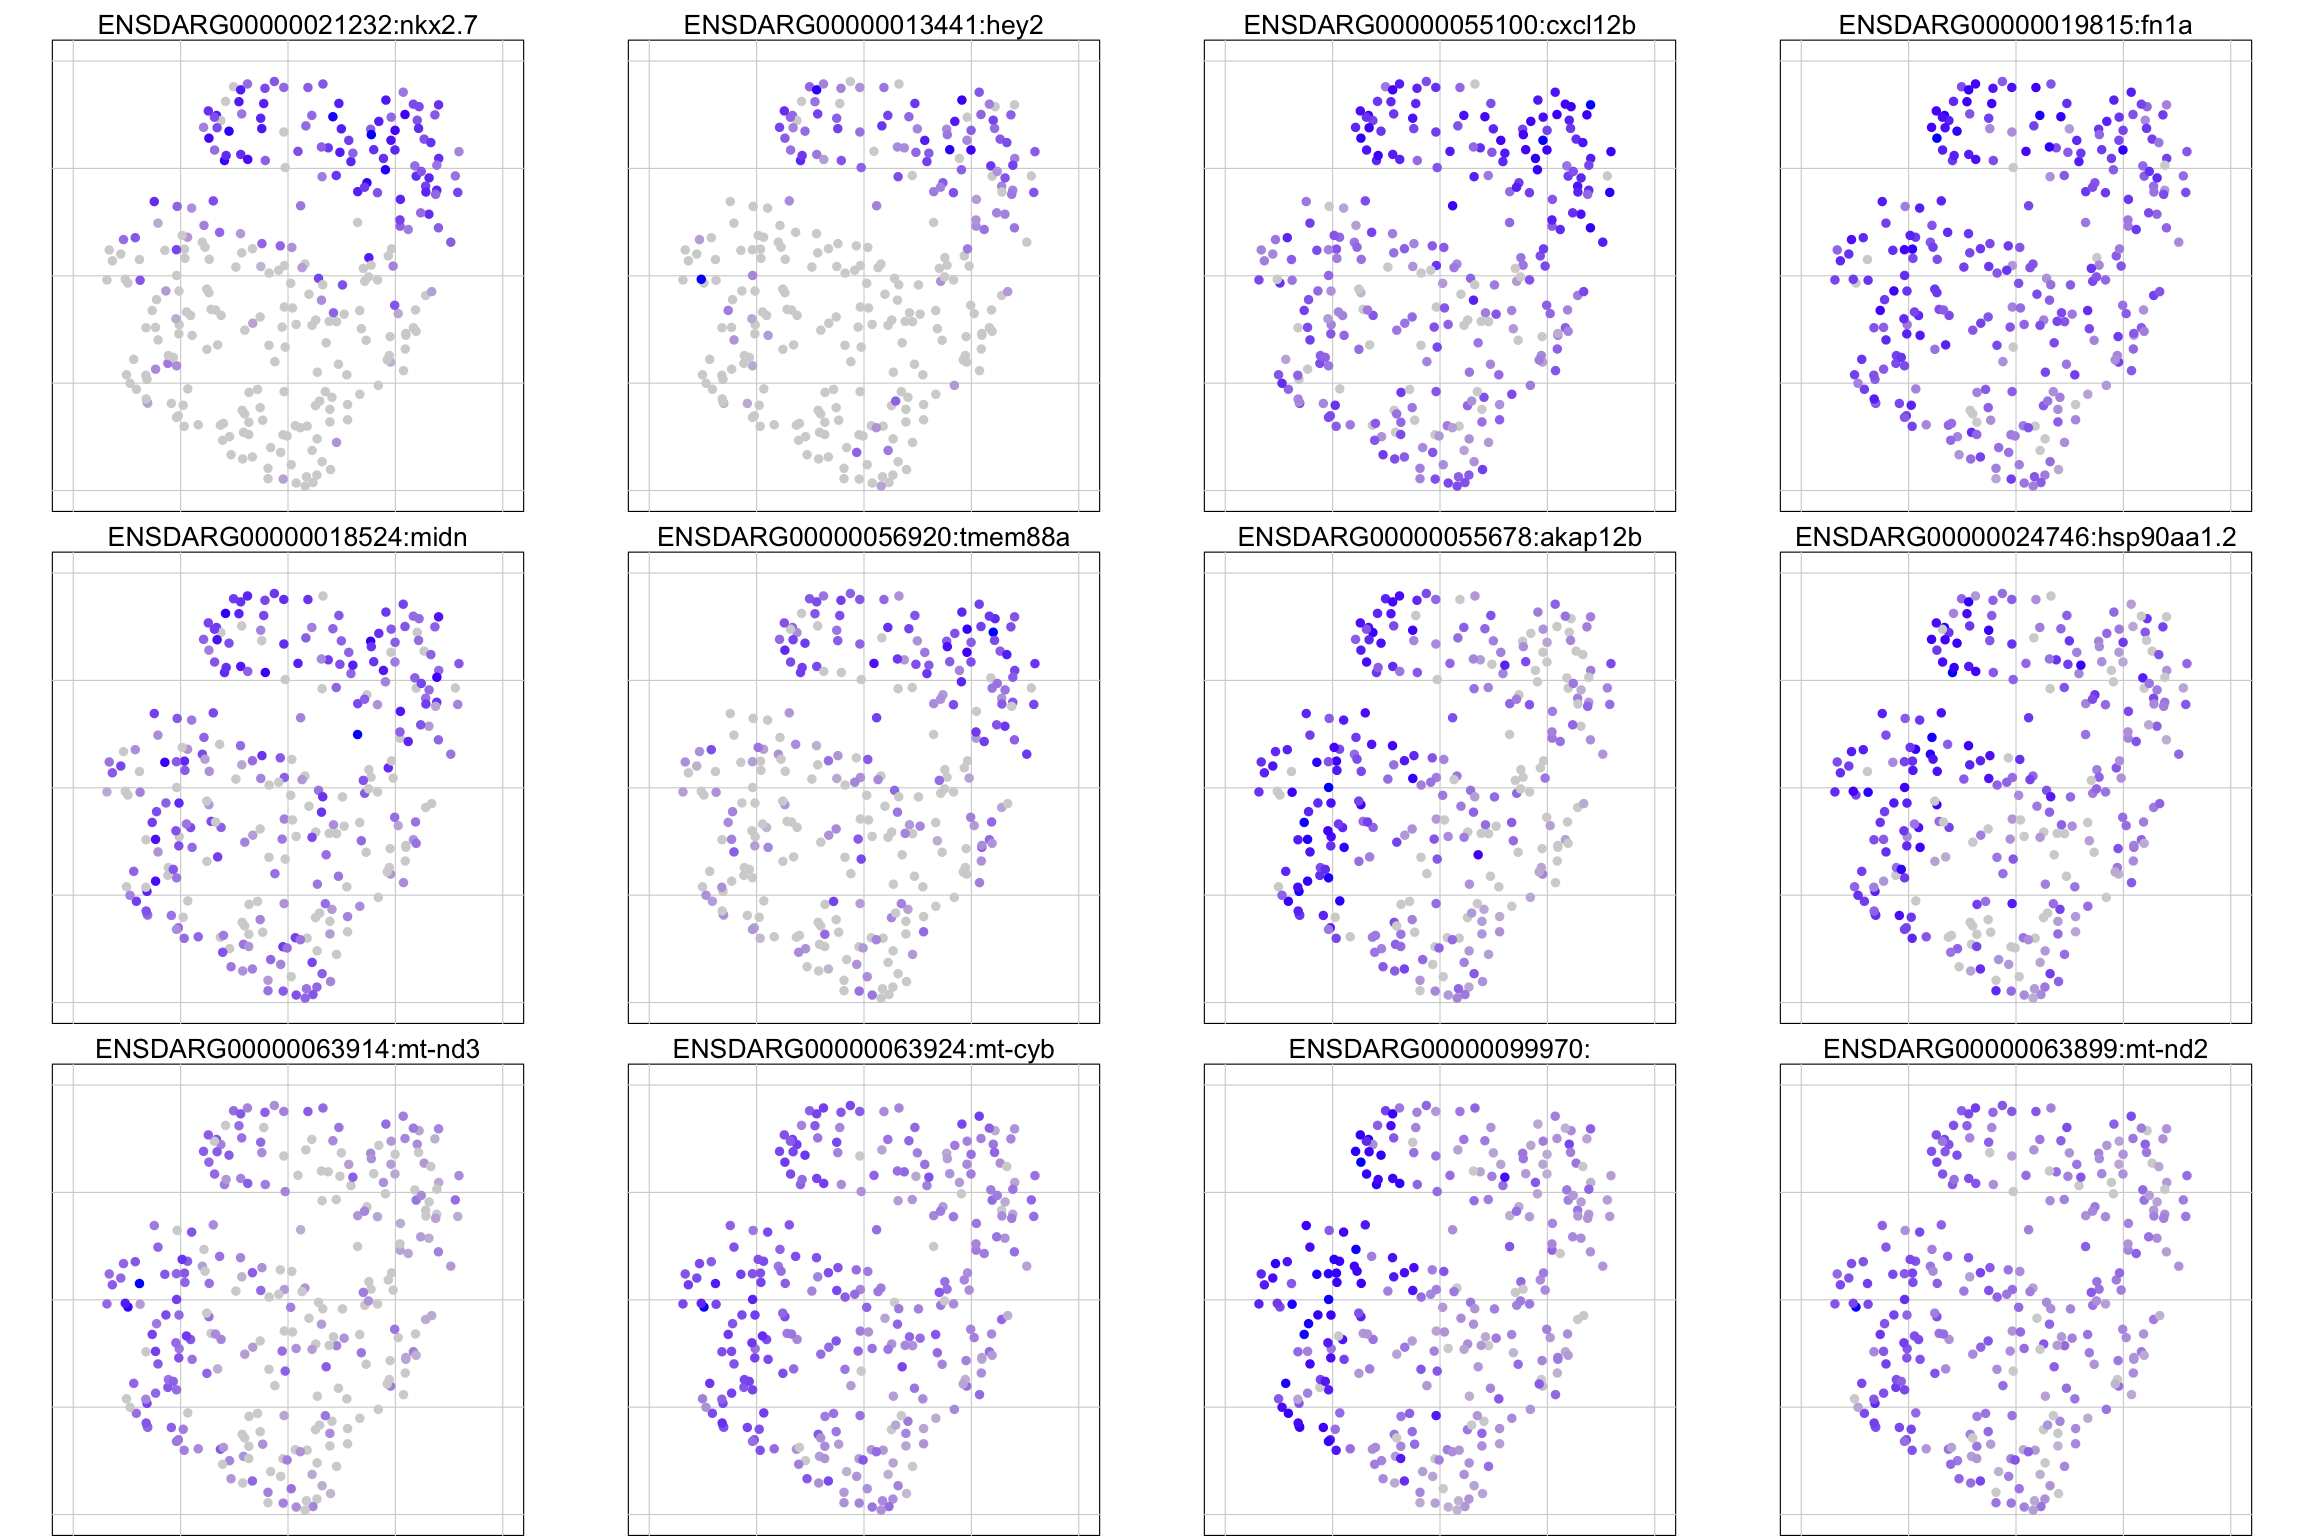 ENSDARG00000021232:nkx2.7
ENSDARG00000013441:hey2
ENSDARG00000055100:cxcl12b
ENSDARG00000019815:fn1a
ENSDARG00000018524:midn
ENSDARG00000056920:tmem88a
ENSDARG00000055678:akap12b
ENSDARG00000024746:hsp90aa1.2
ENSDARG00000063914:mt-nd3
ENSDARG00000063924:mt-cyb
ENSDARG00000099970:
ENSDARG00000063899:mt-nd2